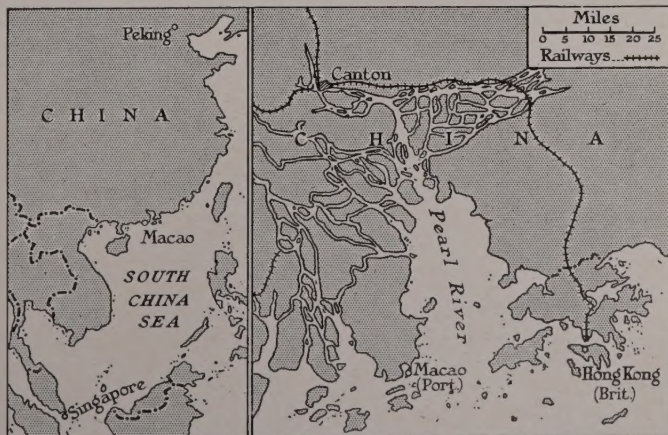 Peking
CHINA
Macao
SOUTH
CHINA
SEA
Singapore
Miles
0 5 10 15 20 25
Railways...
Canton
CHINA
Pearl River
Macao
(Port.)
Hong Kong
(Brit.)